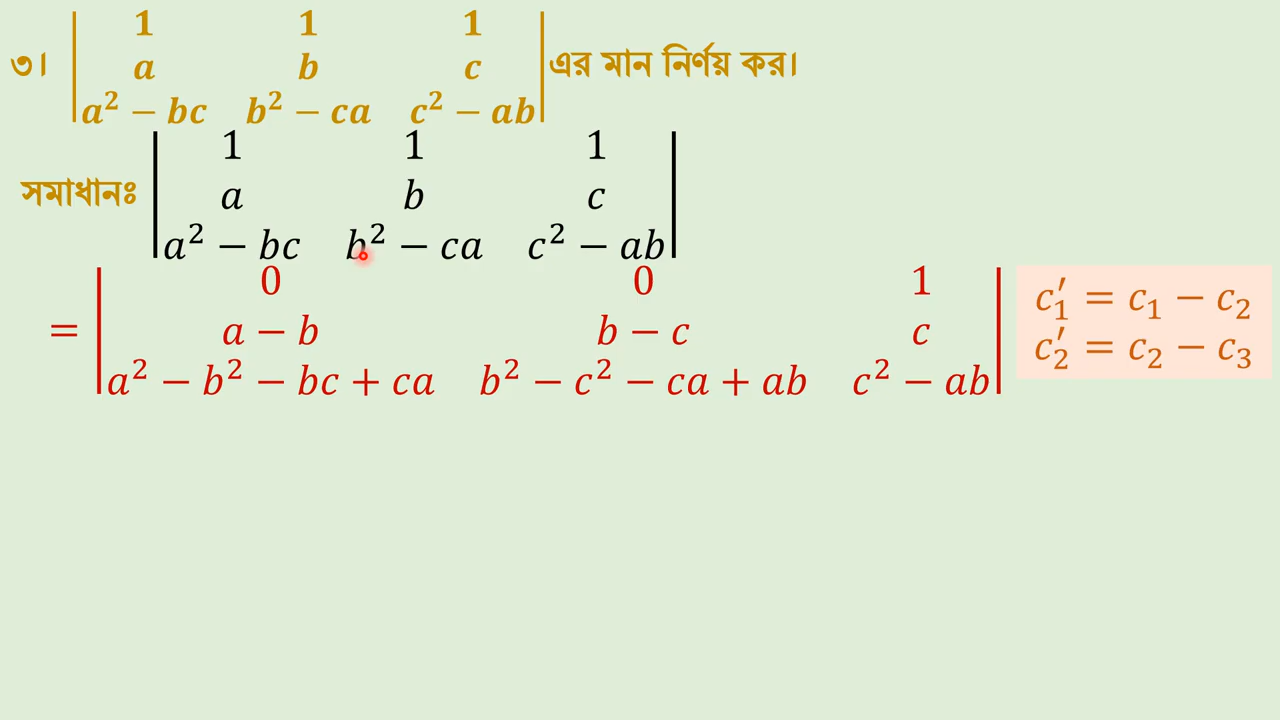 ৩। | 1 1 1 |
| a b c | এর মান নির্ণয় কর।
| a² − bc b² − ca c² − ab |
সমাধানঃ | 1 1 1 |
| a b c |
| a² − bc b² − ca c² − ab |
= | 0 0 1 |
| a − b b − c c |
| a² − b² − bc + ca b² − c² − ca + ab c² − ab |
c₁′ = c₁ − c₂
c₂′ = c₂ − c₃